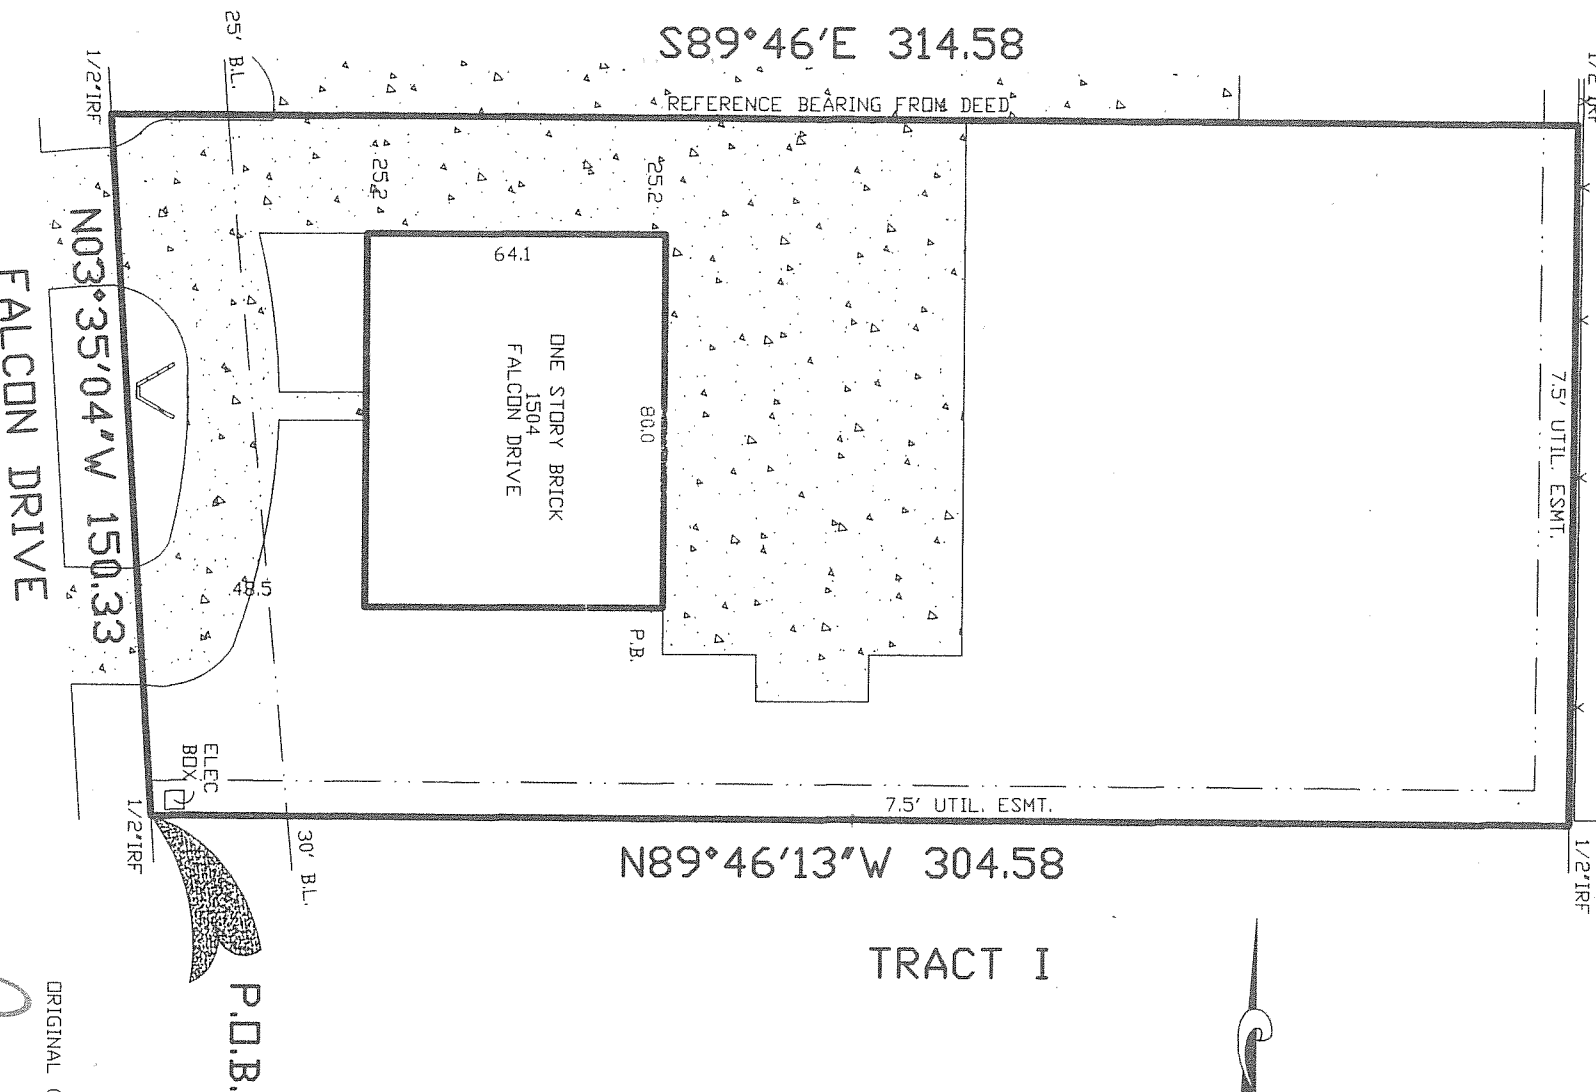 S89°46'E 314.58
REFERENCE BEARING FROM DEED
25' B.L.
1/2"IRF
1/2"IRF
25.2
25.2
64.1
80.0
ONE STORY BRICK
1504
FALCON DRIVE
N03°35'04"W 150.33
FALCON DRIVE
48.5
P.B.
7.5' UTIL. ESMT.
ELEC
BOX
7.5' UTIL. ESMT.
1/2"IRF
30' B.L.
1/2"IRF
N89°46'13"W 304.58
TRACT I
P.O.B.
ORIGINAL